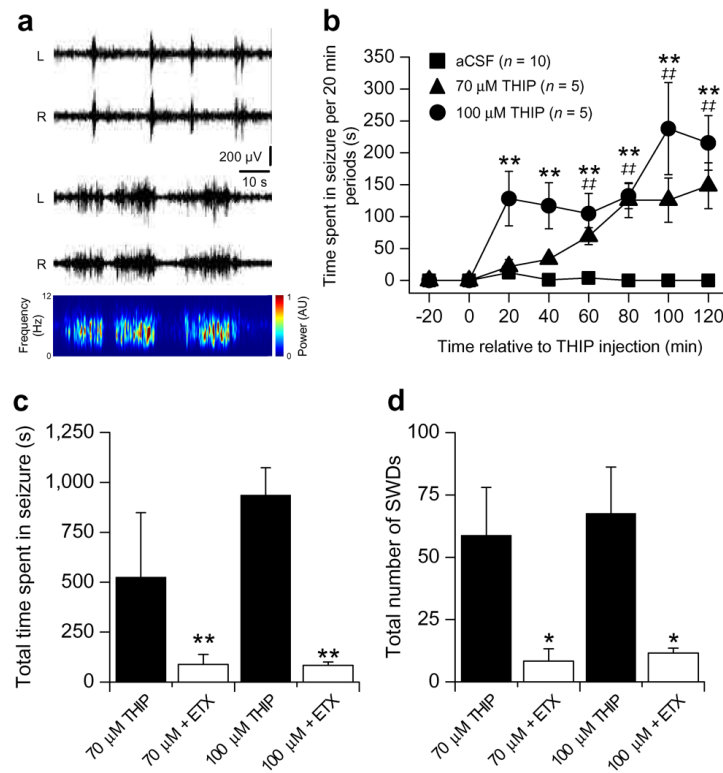 a
L
R
200 µV
10 s
L
R
12
Frequency
(Hz)
0
1
Power (AU)
0
b
Time spent in seizure per 20 min
periods (s)
350
300
250
200
150
100
50
0
aCSF (n = 10)
70 µM THIP (n = 5)
100 µM THIP (n = 5)
**
**
**
##
**
##
**
##
**
##
-20
0
20
40
60
80
100
120
Time relative to THIP injection (min)
c
Total time spent in seizure (s)
1,250
1,000
750
500
250
0
**
**
70 µM THIP
70 µM + ETX
100 µM THIP
100 µM + ETX
d
Total number of SWDs
100
75
50
25
0
*
*
70 µM THIP
70 µM + ETX
100 µM THIP
100 µM + ETX